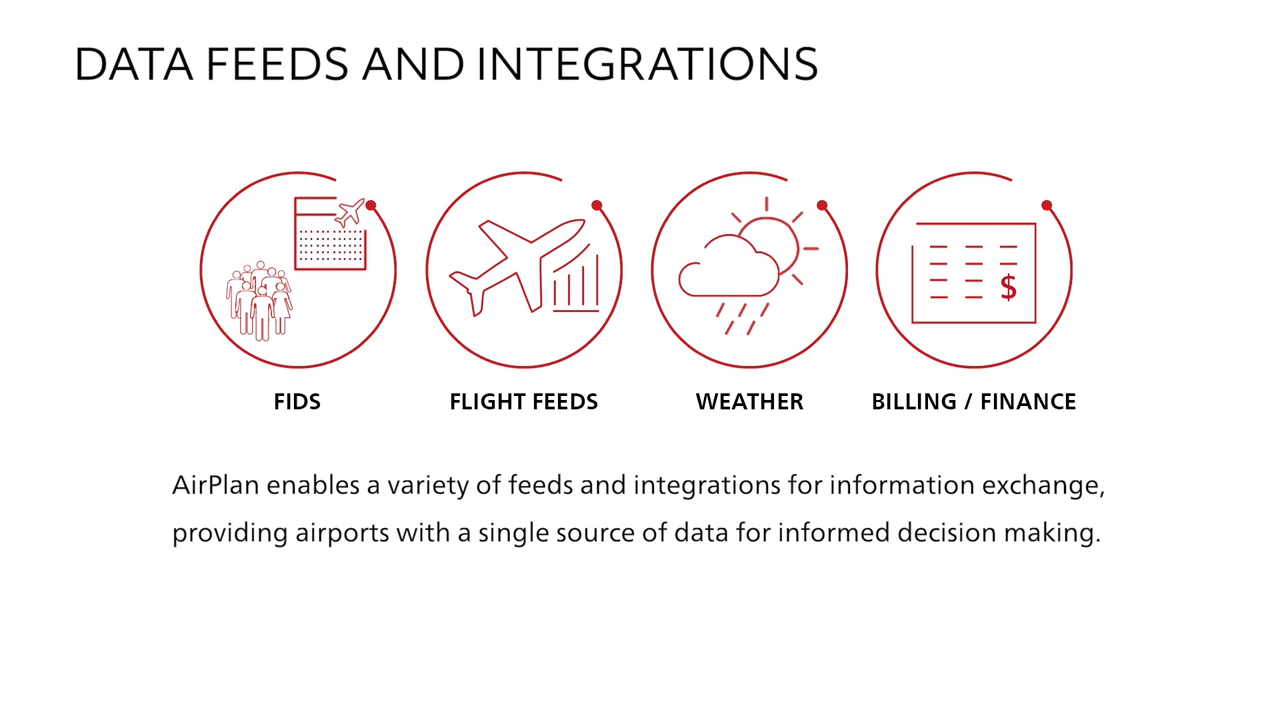 DATA FEEDS AND INTEGRATIONS
$
FIDS
FLIGHT FEEDS
WEATHER
BILLING / FINANCE
AirPlan enables a variety of feeds and integrations for information exchange,
providing airports with a single source of data for informed decision making.